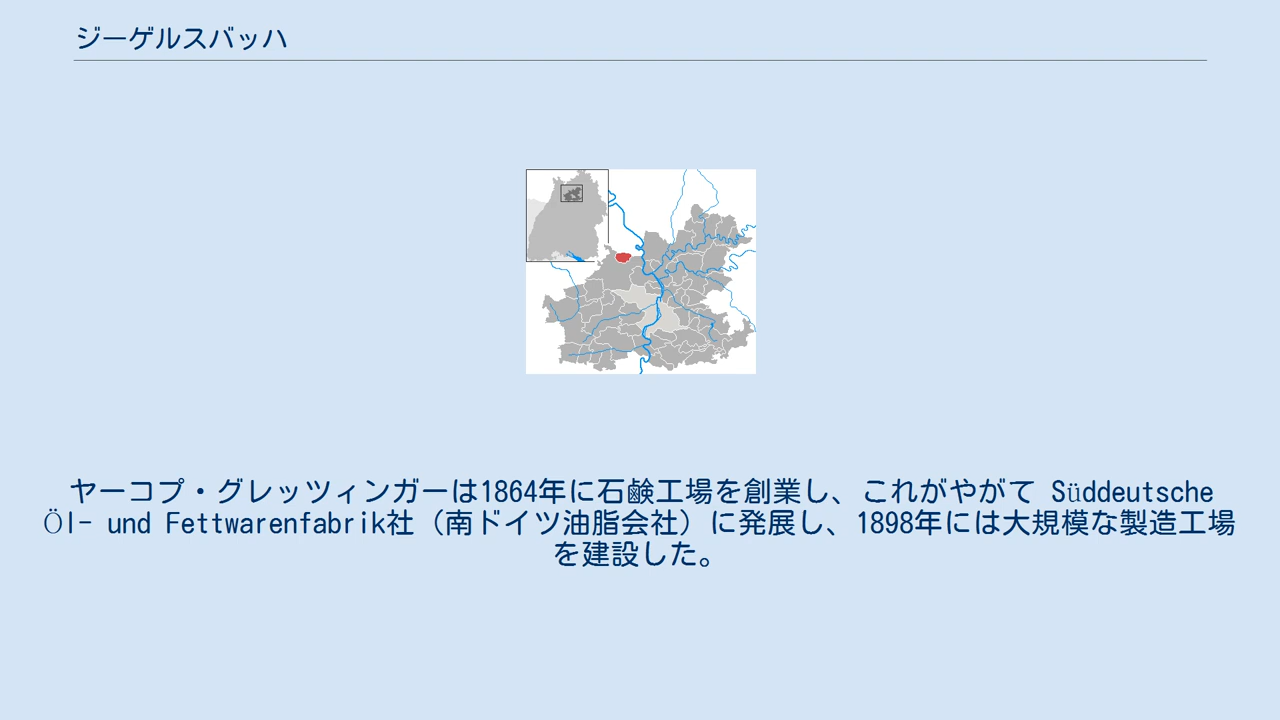 ジーゲルスバッハ
ヤーコプ・グレッツィンガーは1864年に石鹸工場を創業し、これがやがて Süddeutsche
Öl- und Fettwarenfabrik社（南ドイツ油脂会社）に発展し、1898年には大規模な製造工場
を建設した。